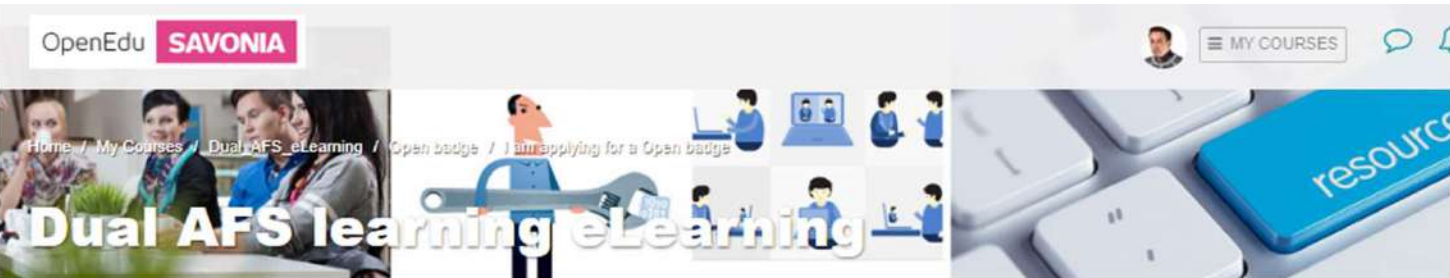 OpenEdu SAVONIA
MY COURSES
Home / My Courses / Dual_AFS_eLearning / Open badge / I am applying for a Open badge
Dual AFS learning eLearning
resourc